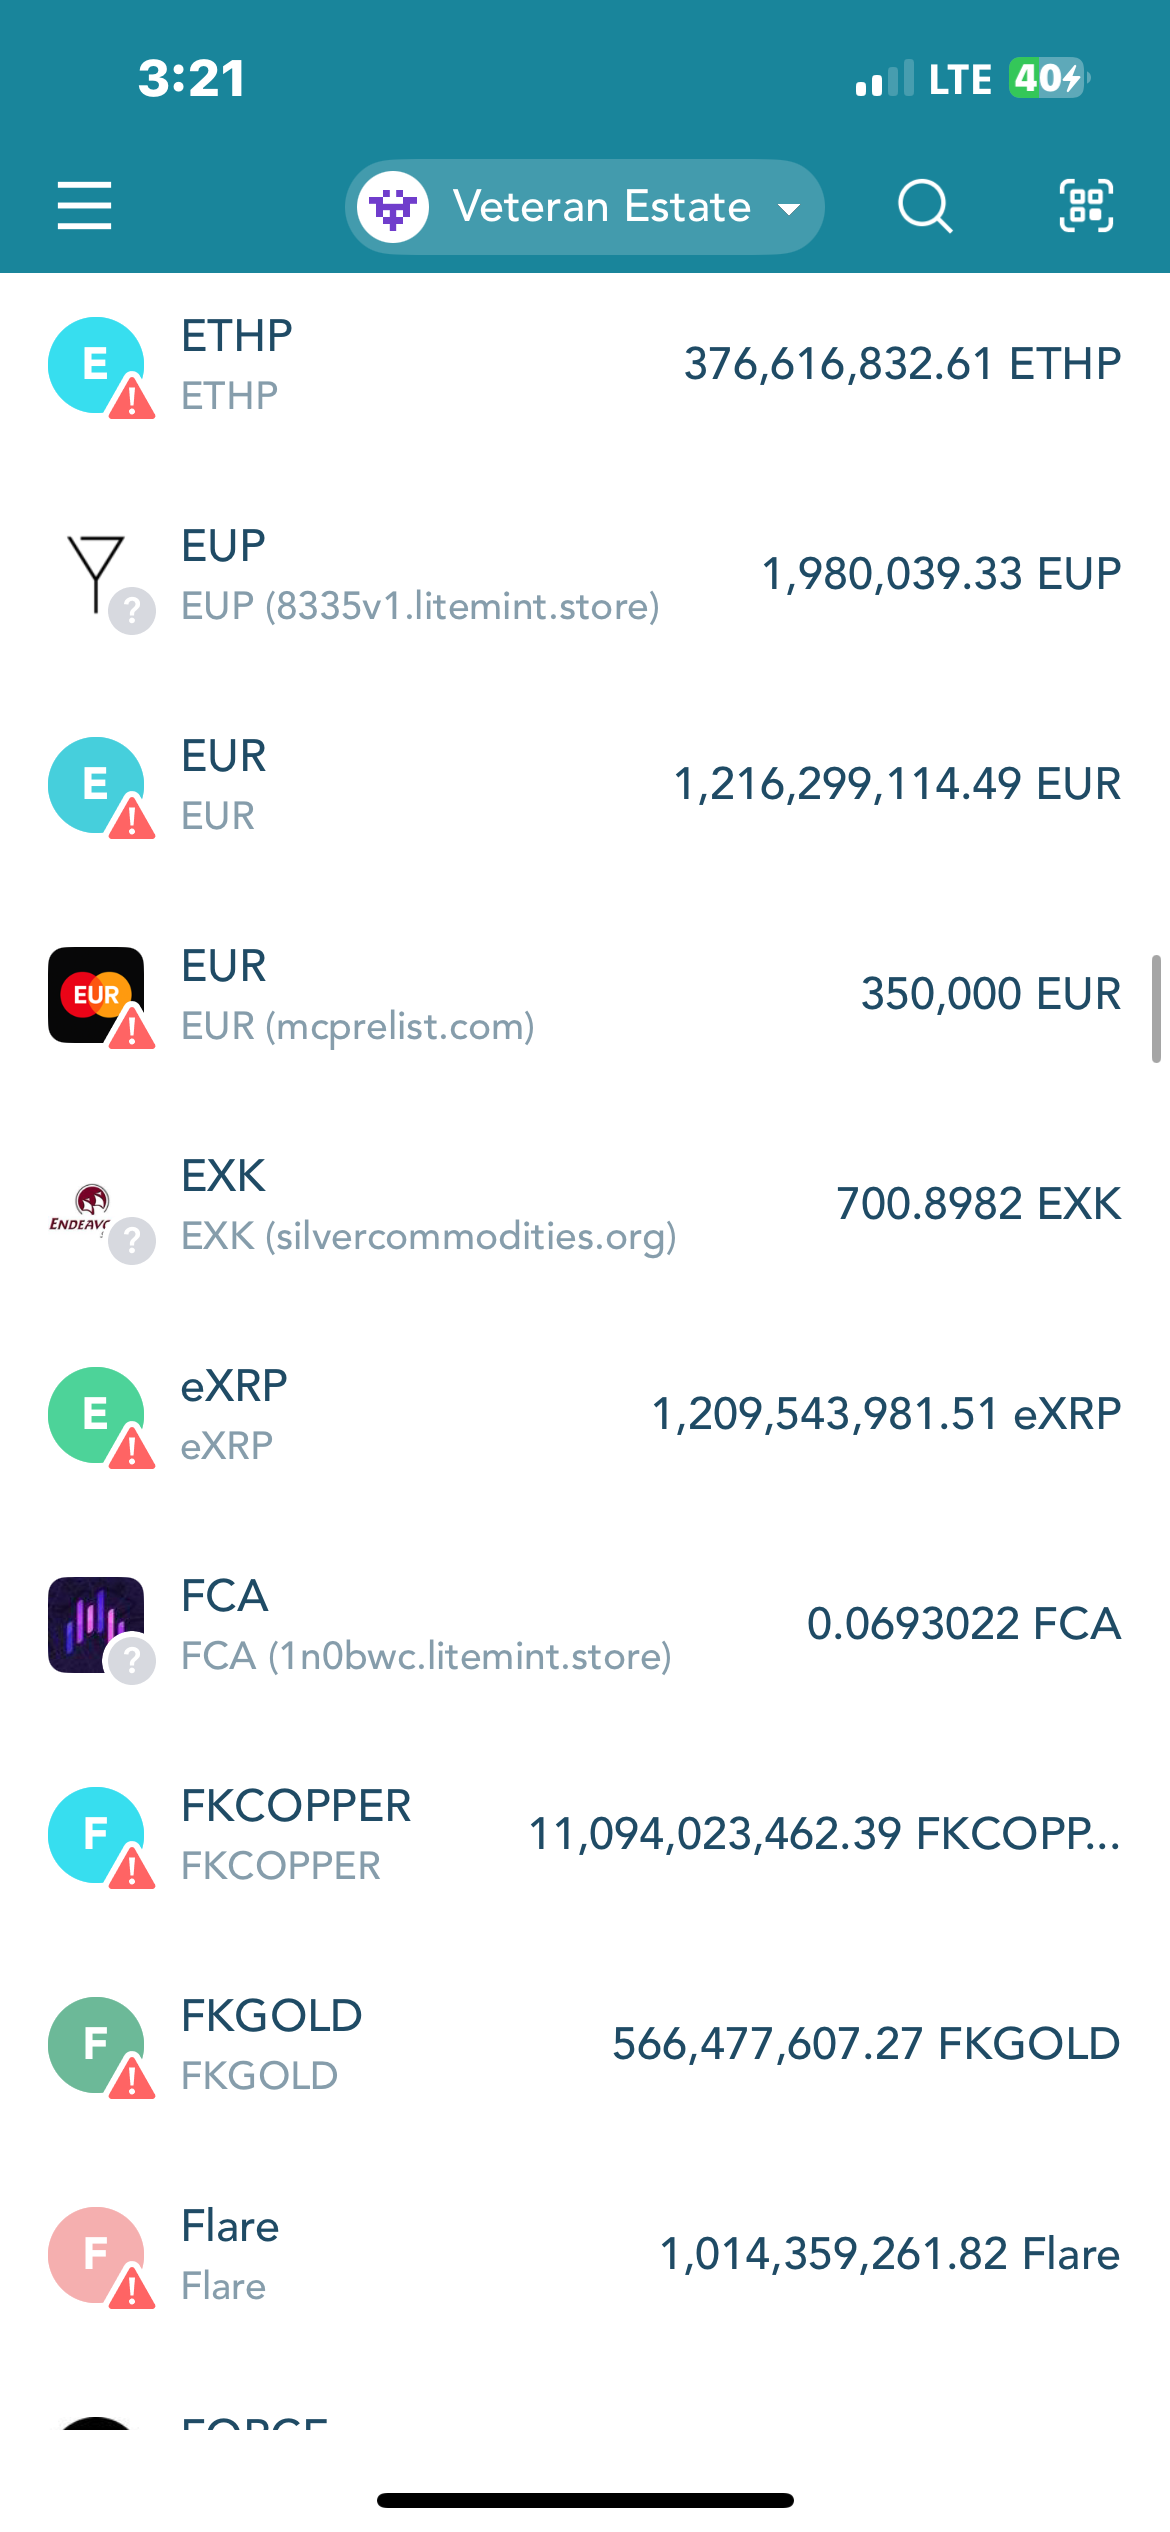 3:21 LTE 40
Veteran Estate
E ETHP
ETHP
376,616,832.61 ETHP
EUP
EUP (8335v1.litemint.store)
1,980,039.33 EUP
E EUR
EUR
1,216,299,114.49 EUR
EUR EUR
EUR (mcprelist.com)
350,000 EUR
EXK
EXK (silvercommodities.org)
700.8982 EXK
E eXRP
eXRP
1,209,543,981.51 eXRP
FCA
FCA (1n0bwc.litemint.store)
0.0693022 FCA
F FKCOPPER
FKCOPPER
11,094,023,462.39 FKCOPP...
F FKGOLD
FKGOLD
566,477,607.27 FKGOLD
F Flare
Flare
1,014,359,261.82 Flare